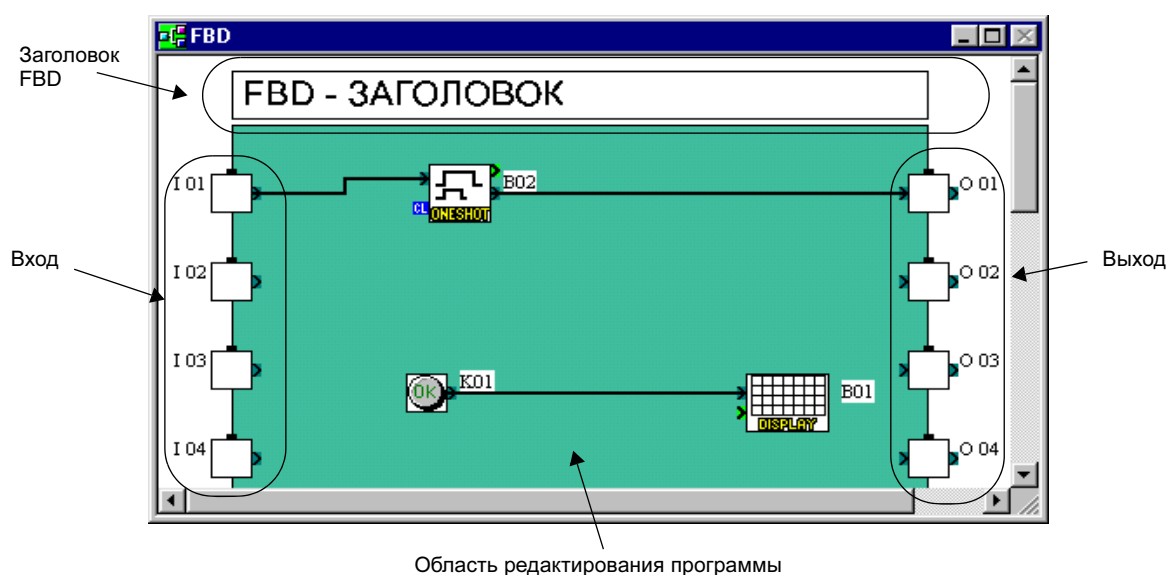 FBD
Заголовок
FBD
FBD - ЗАГОЛОВОК
I 01
B02
O 01
CL
ONESHOT
Вход
I 02
O 02
Выход
I 03
O 03
OK
K01
B01
DISPLAY
I 04
O 04
Область редактирования программы